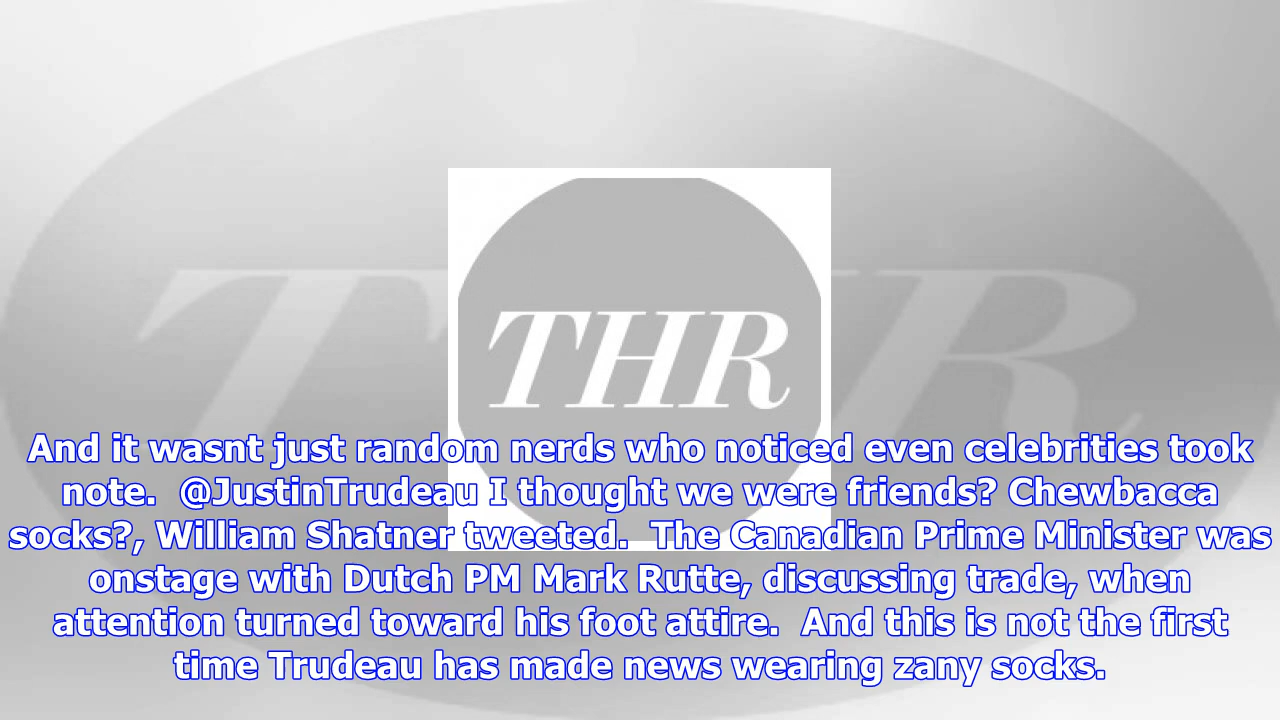 THR
THR
And it wasnt just random nerds who noticed even celebrities took
note.  @JustinTrudeau I thought we were friends? Chewbacca
socks?, William Shatner tweeted.  The Canadian Prime Minister was
onstage with Dutch PM Mark Rutte, discussing trade, when
attention turned toward his foot attire.  And this is not the first
time Trudeau has made news wearing zany socks.